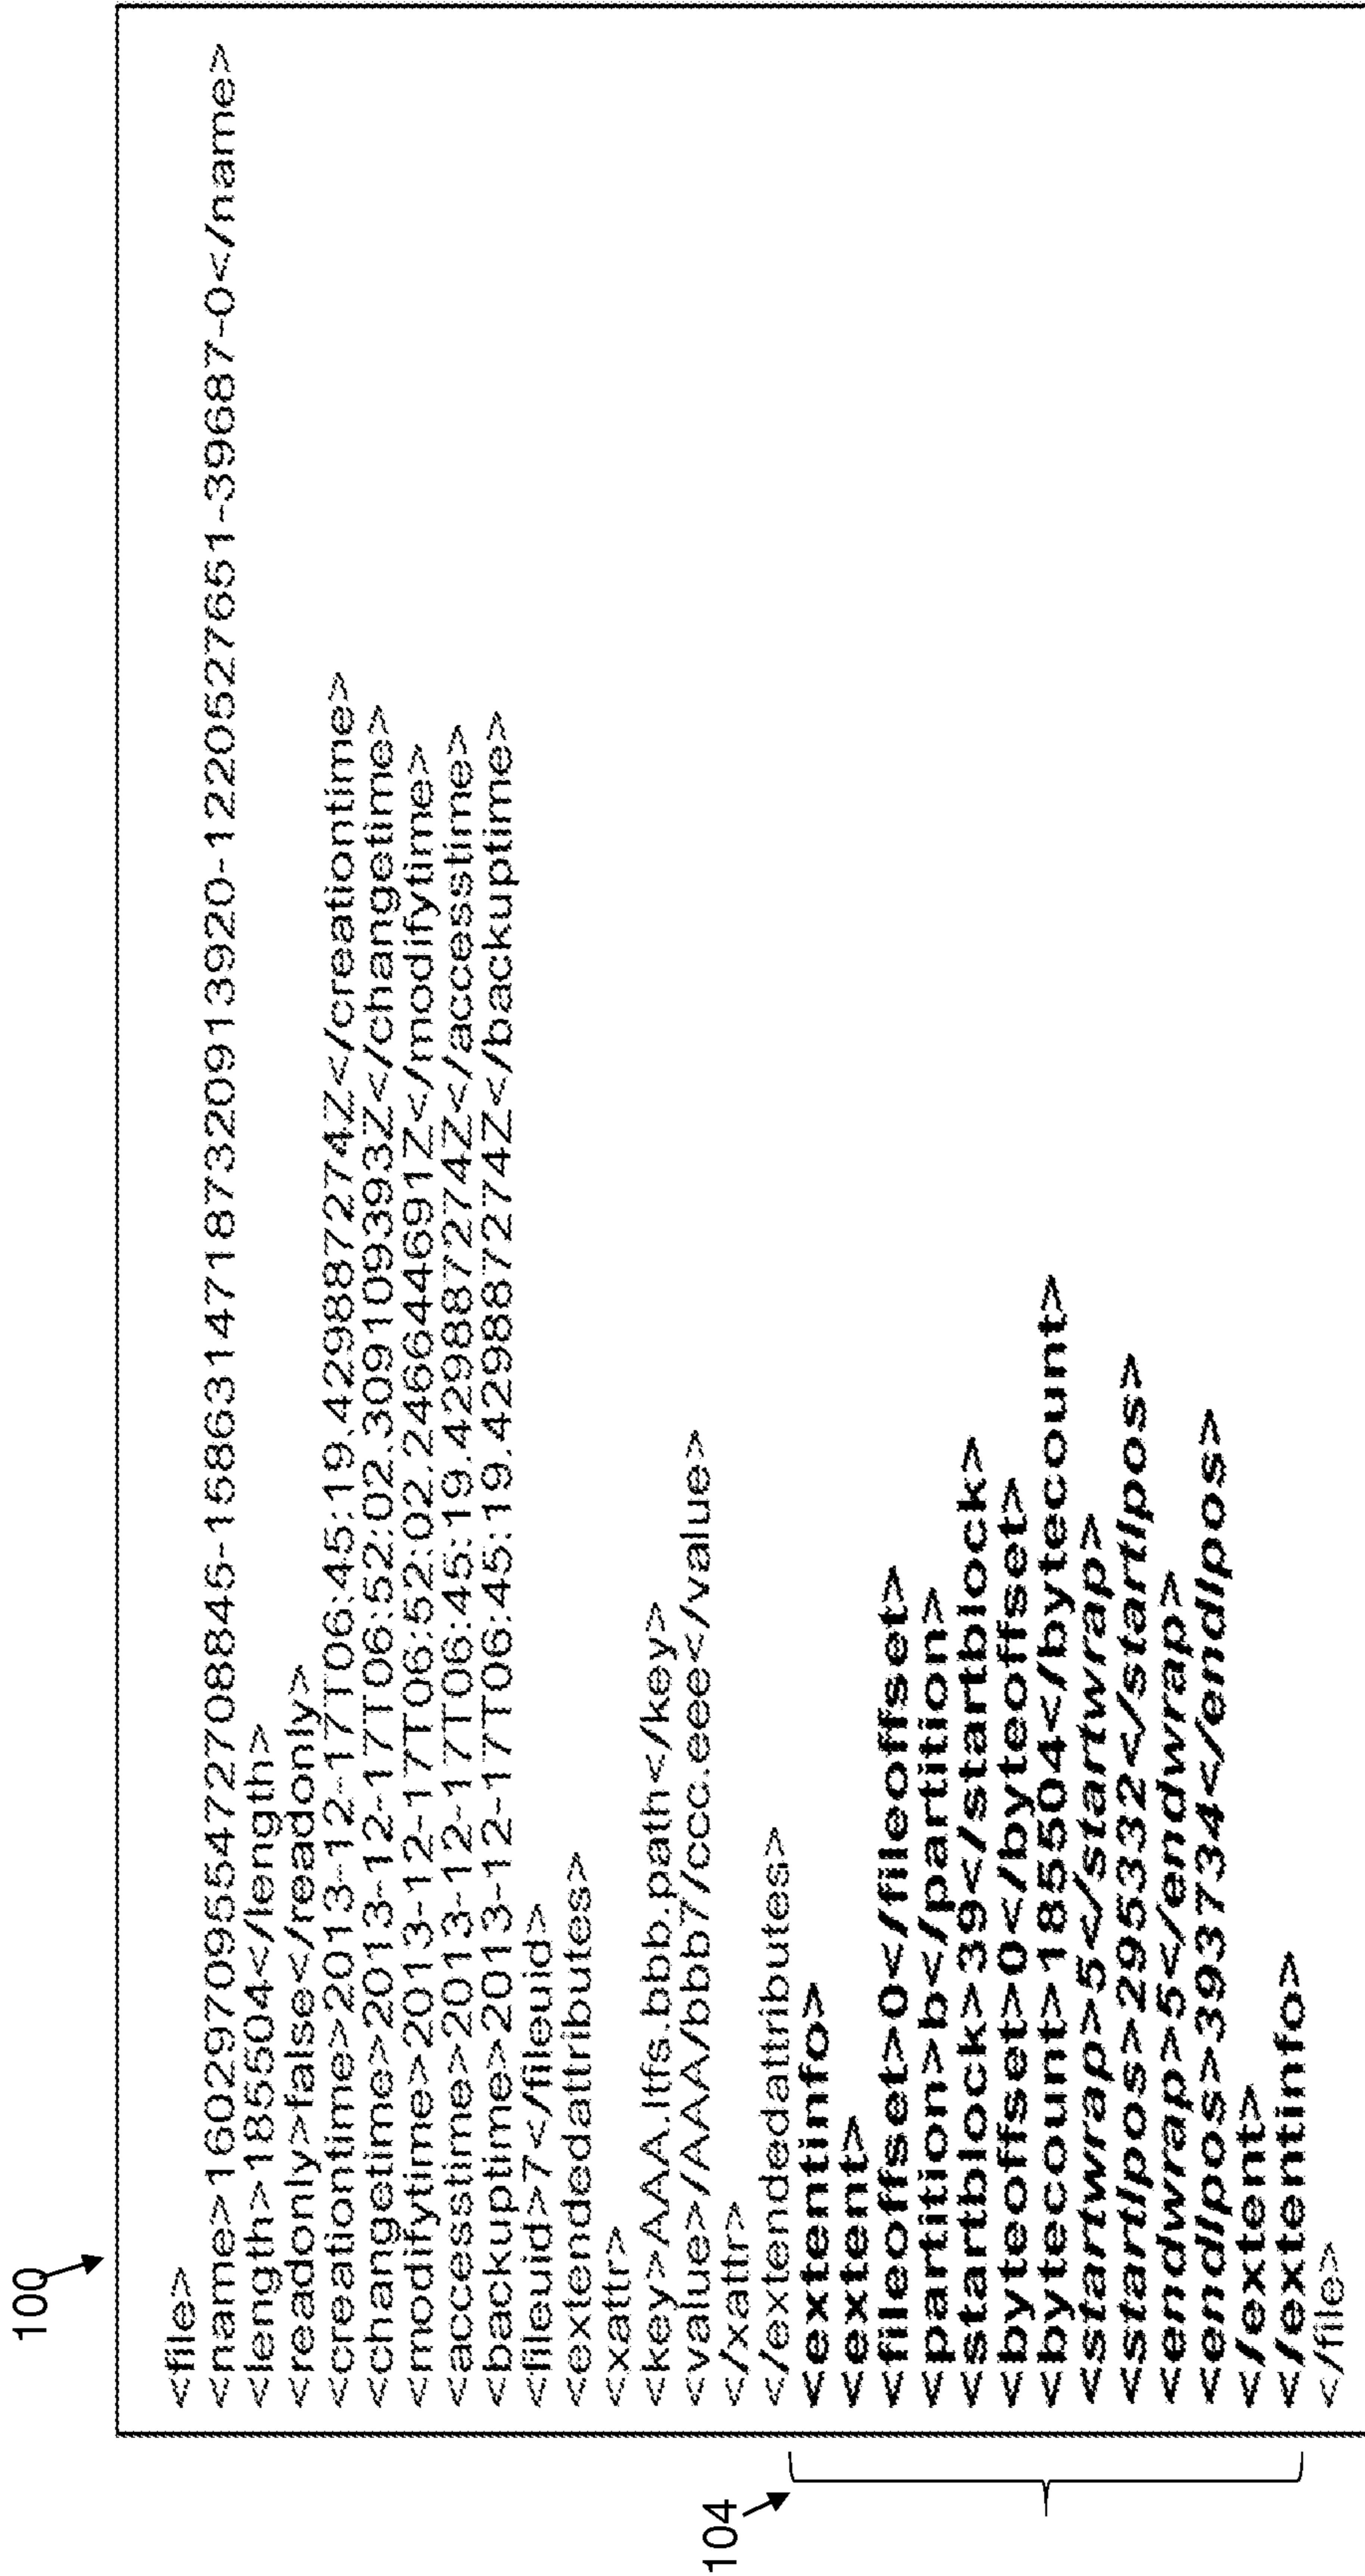 100
<file>
<name>1602970955472708845-15863147187320913920-1220527651-39687-0</name>
<length>185504</length>
<readonly>false</readonly>
<creationtime>2013-12-17T06:45:19.429887274Z</creationtime>
<changetime>2013-12-17T06:52:02.309109393Z</changetime>
<modifytime>2013-12-17T06:52:02.246644691Z</modifytime>
<accesstime>2013-12-17T06:45:19.429887274Z</accesstime>
<backuptime>2013-12-17T06:45:19.429887274Z</backuptime>
<fileuid>7</fileuid>
<extendedattributes>
<xattr>
<key>AAA.ltfs.bbb.path</key>
<value>/AAA/bbb7/ccc.eee</value>
</xattr>
</extendedattributes>
104
<extentinfo>
<extent>
<fileoffset>0</fileoffset>
<partition>b</partition>
<startblock>39</startblock>
<byteoffset>0</byteoffset>
<bytecount>185504</bytecount>
<startwrap>5</startwrap>
<startlpos>295332</startlpos>
<endwrap>5</endwrap>
<endlpos>393734</endlpos>
</extent>
</extentinfo>
</file>